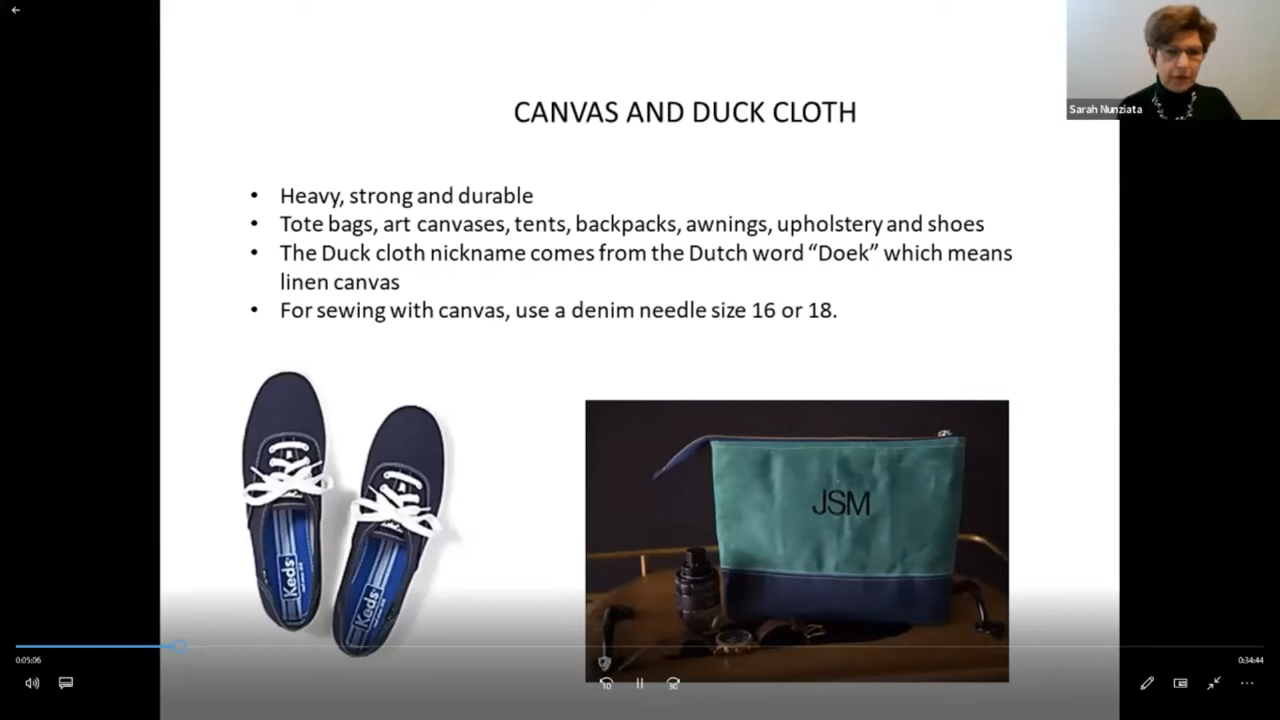 Sarah Nunziata
CANVAS AND DUCK CLOTH
• Heavy, strong and durable
• Tote bags, art canvases, tents, backpacks, awnings, upholstery and shoes
• The Duck cloth nickname comes from the Dutch word “Doek” which means
linen canvas
• For sewing with canvas, use a denim needle size 16 or 18.
JSM
Keds
Keds
0:05:06
0:34:44
10
30